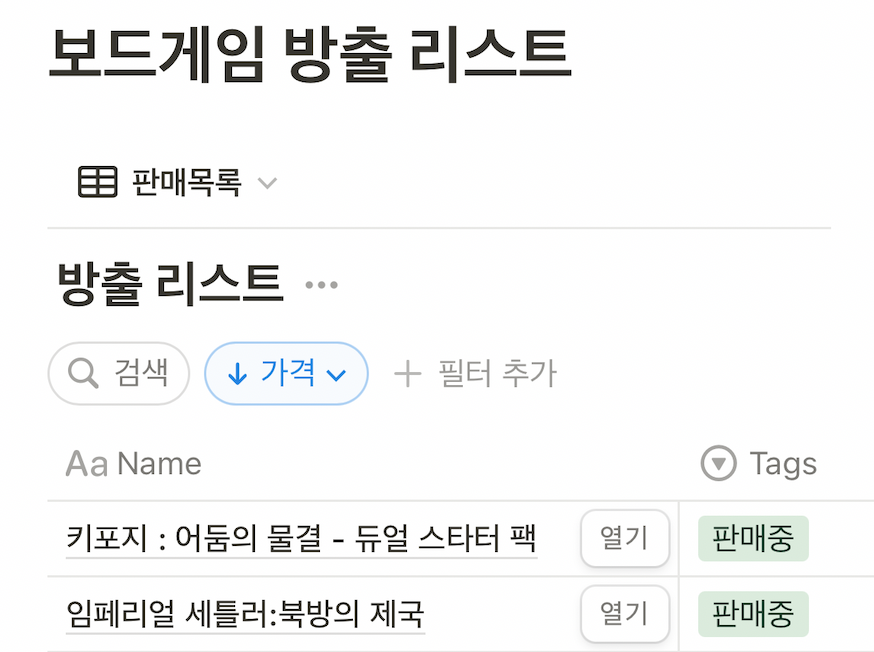 보드게임 방출 리스트
판매목록
방출 리스트 ...
검색 가격 필터 추가
Aa Name Tags
키포지 : 어둠의 물결 - 듀얼 스타터 팩 열기 판매중
임페리얼 세틀러:북방의 제국 열기 판매중